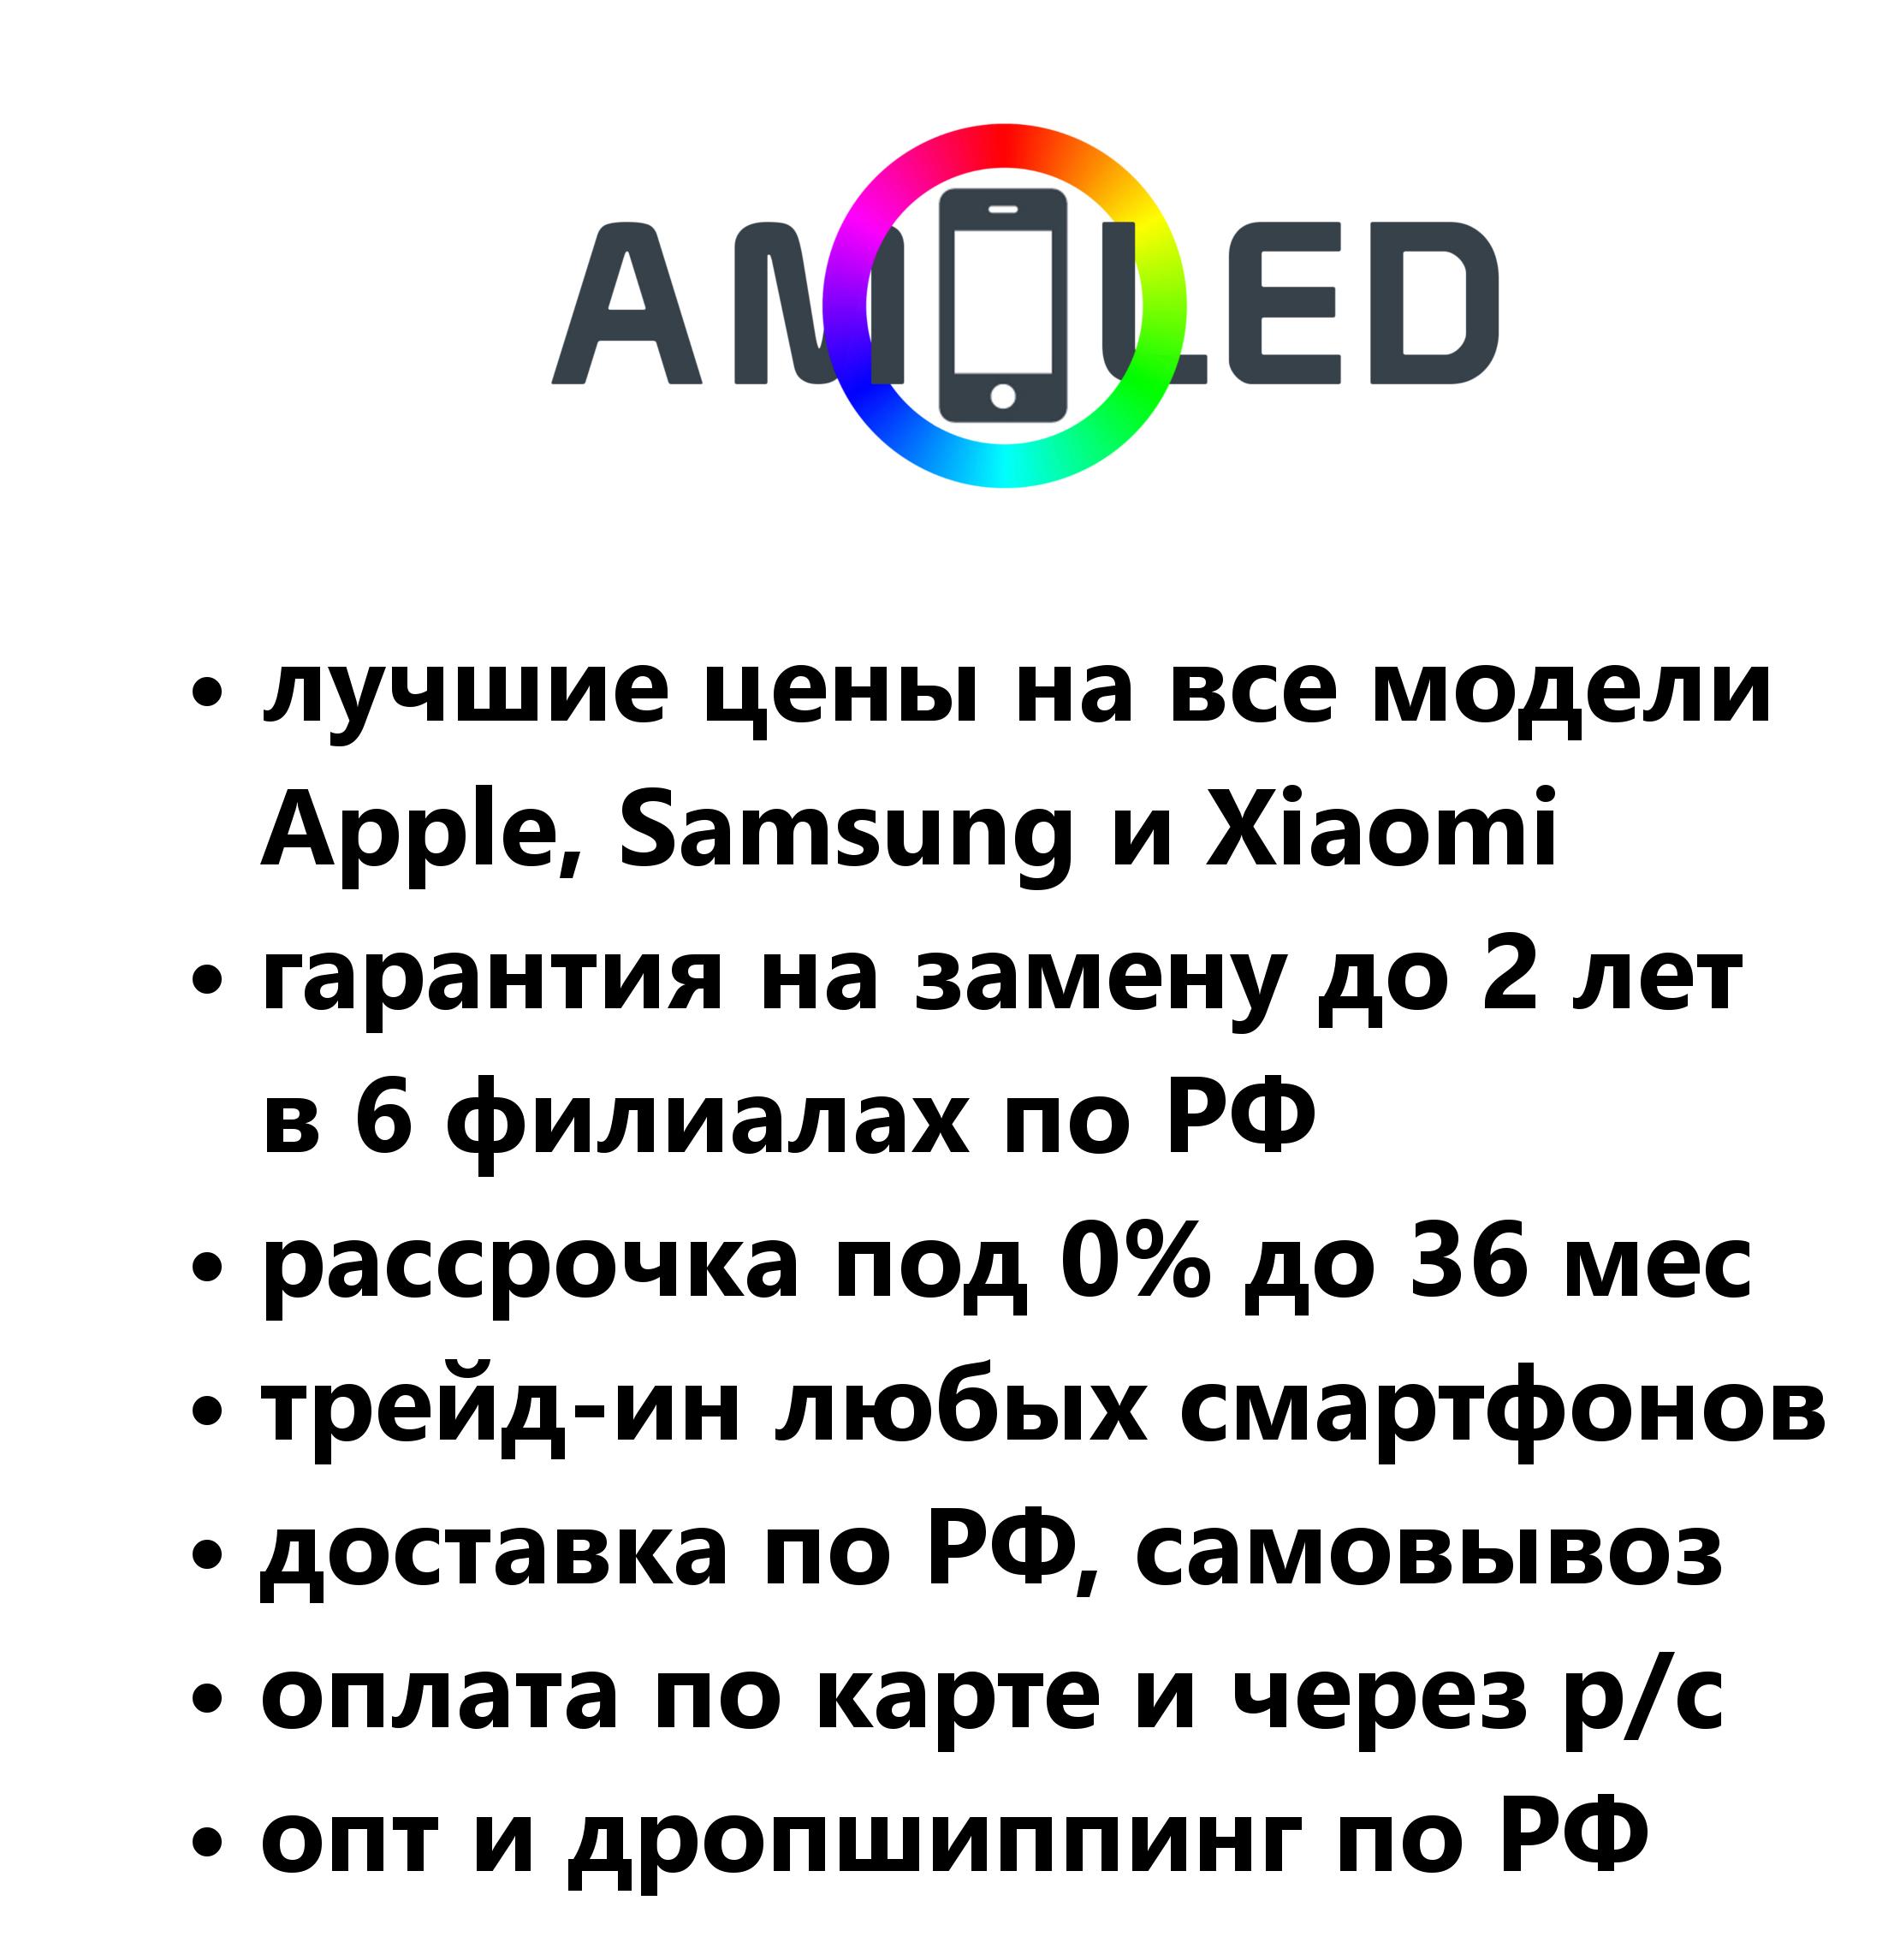 AMOLED
• лучшие цены на все модели
Apple, Samsung и Xiaomi
• гарантия на замену до 2 лет
в 6 филиалах по РФ
• рассрочка под 0% до 36 мес
• трейд-ин любых смартфонов
• доставка по РФ, самовывоз
• оплата по карте и через р/с
• опт и дропшиппинг по РФ